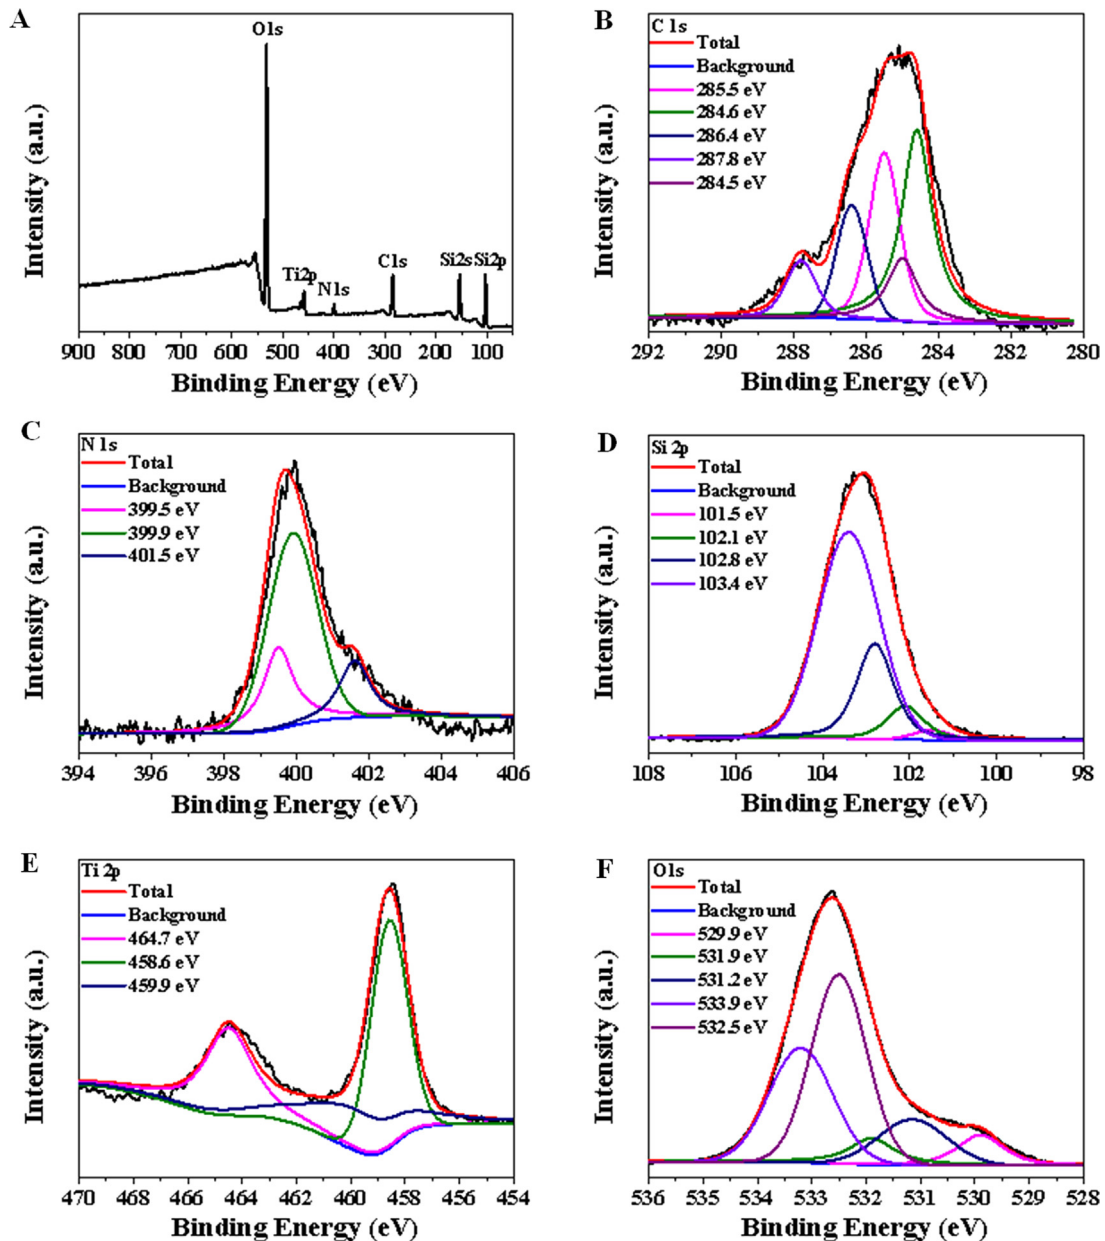 A
O1s
Ti2p
N1s
C1s
Si2s
Si2p
Intensity (a.u.)
900 800 700 600 500 400 300 200 100
Binding Energy (eV)
B
C 1s
Total
Background
285.5 eV
284.6 eV
286.4 eV
287.8 eV
284.5 eV
Intensity (a.u.)
292 290 288 286 284 282 280
Binding Energy (eV)
C
N 1s
Total
Background
399.5 eV
399.9 eV
401.5 eV
Intensity (a.u.)
394 396 398 400 402 404 406
Binding Energy (eV)
D
Si 2p
Total
Background
101.5 eV
102.1 eV
102.8 eV
103.4 eV
Intensity (a.u.)
108 106 104 102 100 98
Binding Energy (eV)
E
Ti 2p
Total
Background
464.7 eV
458.6 eV
459.9 eV
Intensity (a.u.)
470 468 466 464 462 460 458 456 454
Binding Energy (eV)
F
O1s
Total
Background
529.9 eV
531.9 eV
531.2 eV
533.9 eV
532.5 eV
Intensity (a.u.)
536 535 534 533 532 531 530 529 528
Binding Energy (eV)